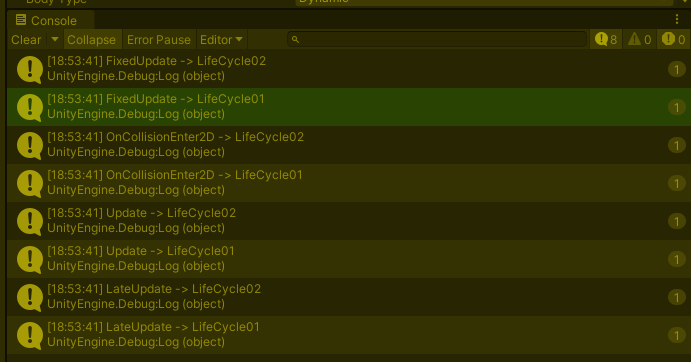 Body Type
Dynamic
Console
Clear Collapse Error Pause Editor 8 0 0
[18:53:41] FixedUpdate -> LifeCycle02
UnityEngine.Debug:Log (object)
1
[18:53:41] FixedUpdate -> LifeCycle01
UnityEngine.Debug:Log (object)
1
[18:53:41] OnCollisionEnter2D -> LifeCycle02
UnityEngine.Debug:Log (object)
1
[18:53:41] OnCollisionEnter2D -> LifeCycle01
UnityEngine.Debug:Log (object)
1
[18:53:41] Update -> LifeCycle02
UnityEngine.Debug:Log (object)
1
[18:53:41] Update -> LifeCycle01
UnityEngine.Debug:Log (object)
1
[18:53:41] LateUpdate -> LifeCycle02
UnityEngine.Debug:Log (object)
1
[18:53:41] LateUpdate -> LifeCycle01
UnityEngine.Debug:Log (object)
1